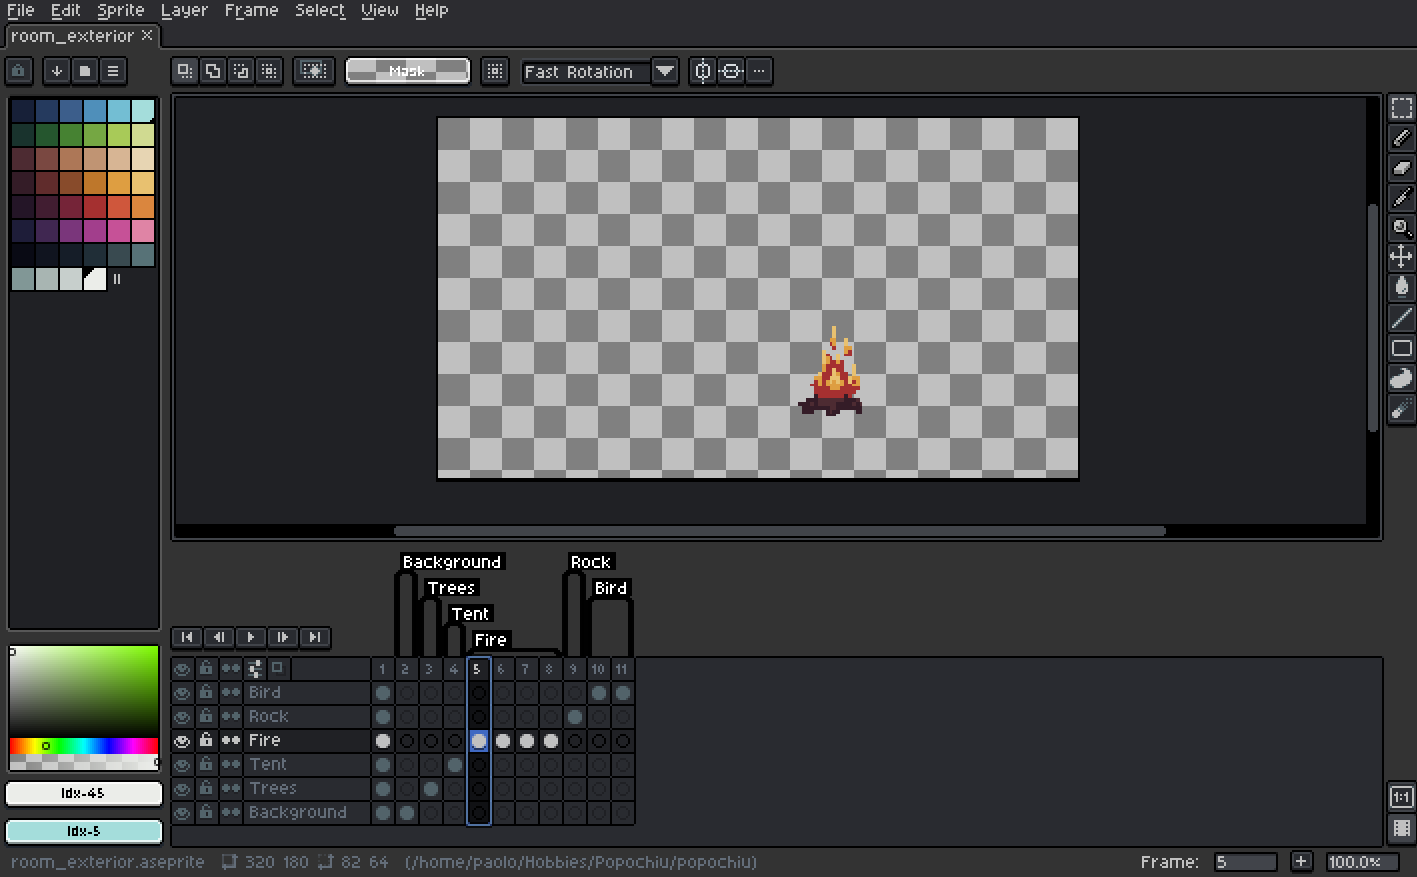 File Edit Sprite Layer Frame Select View Help
room_exterior
Mask
Fast Rotation
Background
Rock
Trees
Bird
Tent
Fire
1 2 3 4 5 6 7 8 9 10 11
Bird
Rock
Fire
Tent
Trees
Background
Idx-45
Idx-5
1:1
room_exterior.aseprite 320 180 82 64 (/home/paolo/Hobbies/Popochiu/popochiu) Frame: 5 + 100.0%